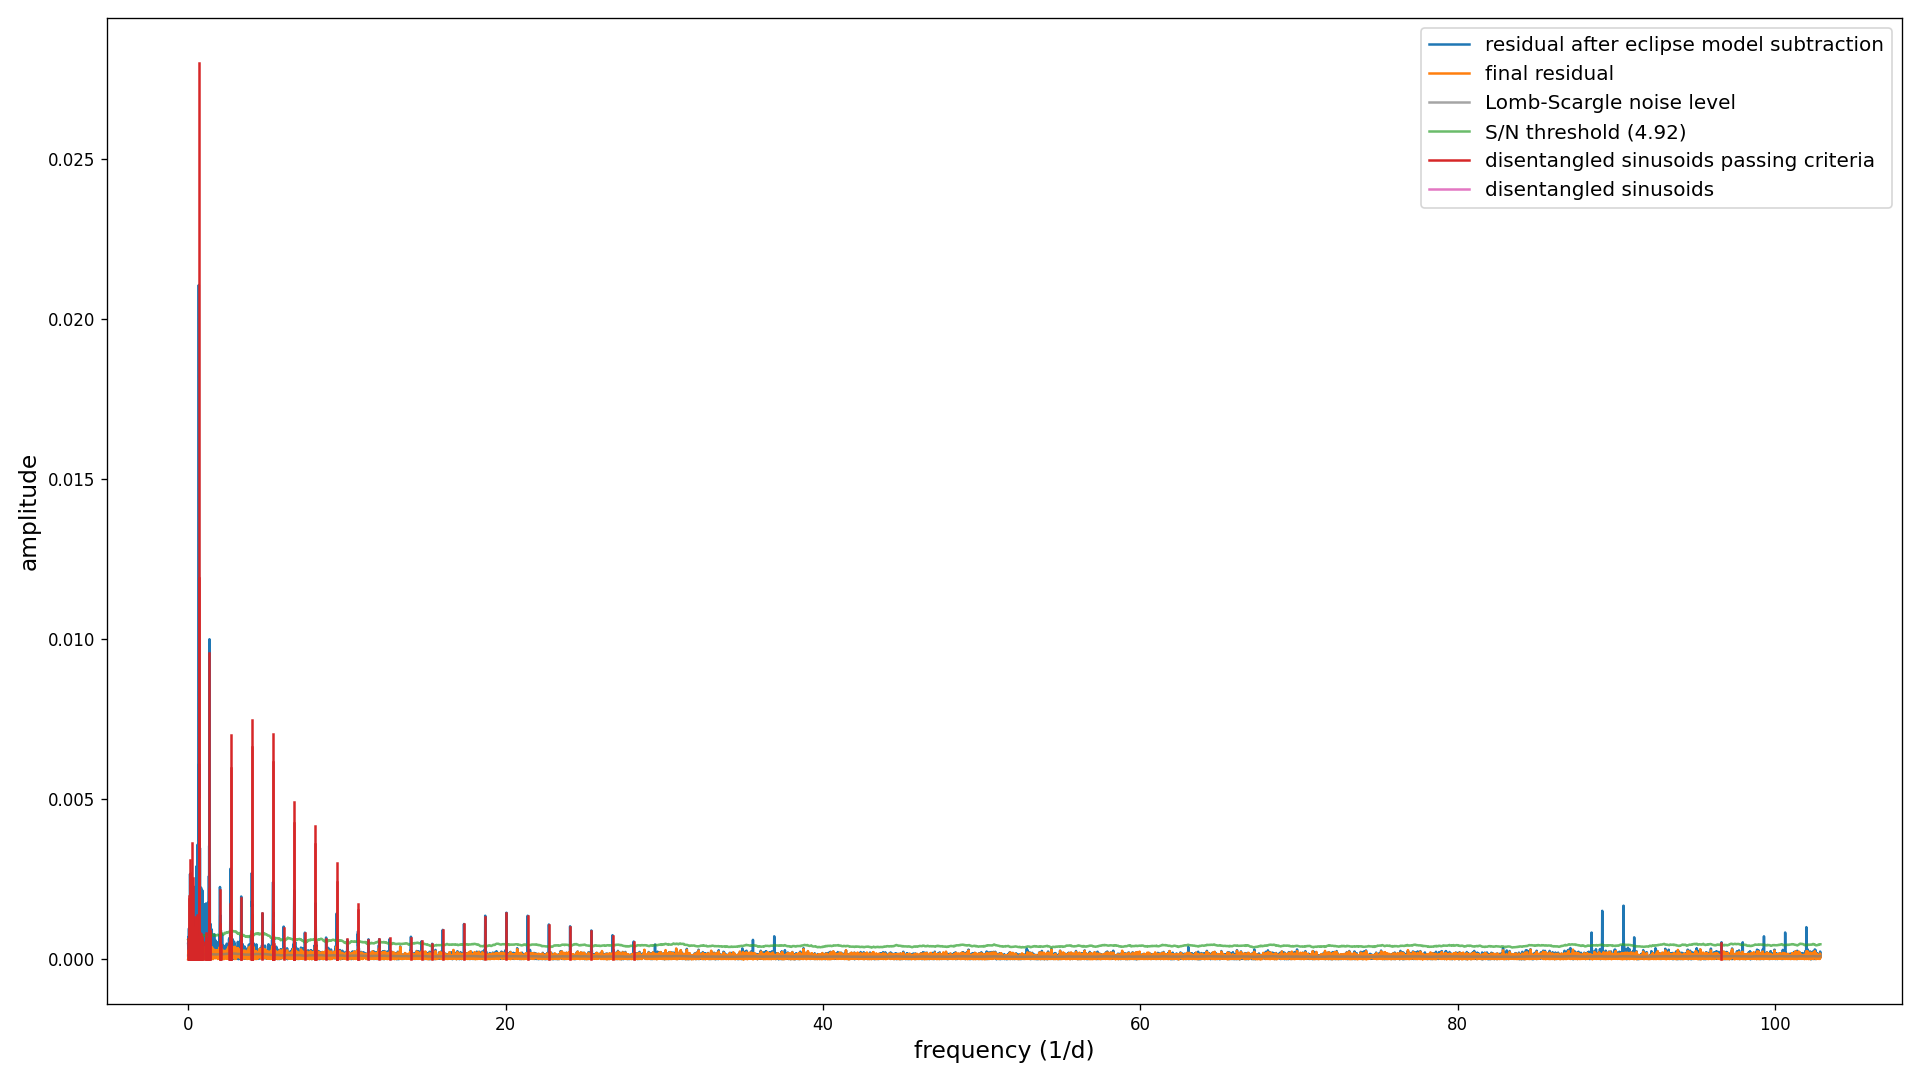 residual after eclipse model subtraction
final residual
Lomb-Scargle noise level
S/N threshold (4.92)
disentangled sinusoids passing criteria
disentangled sinusoids
0.025
0.020
0.015
0.010
0.005
0.000
amplitude
0 20 40 60 80 100
frequency (1/d)